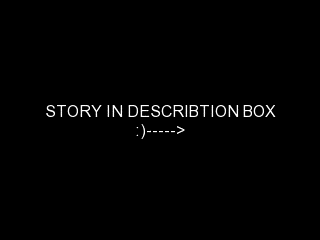 STORY IN DESCRIBTION BOX
:)----->